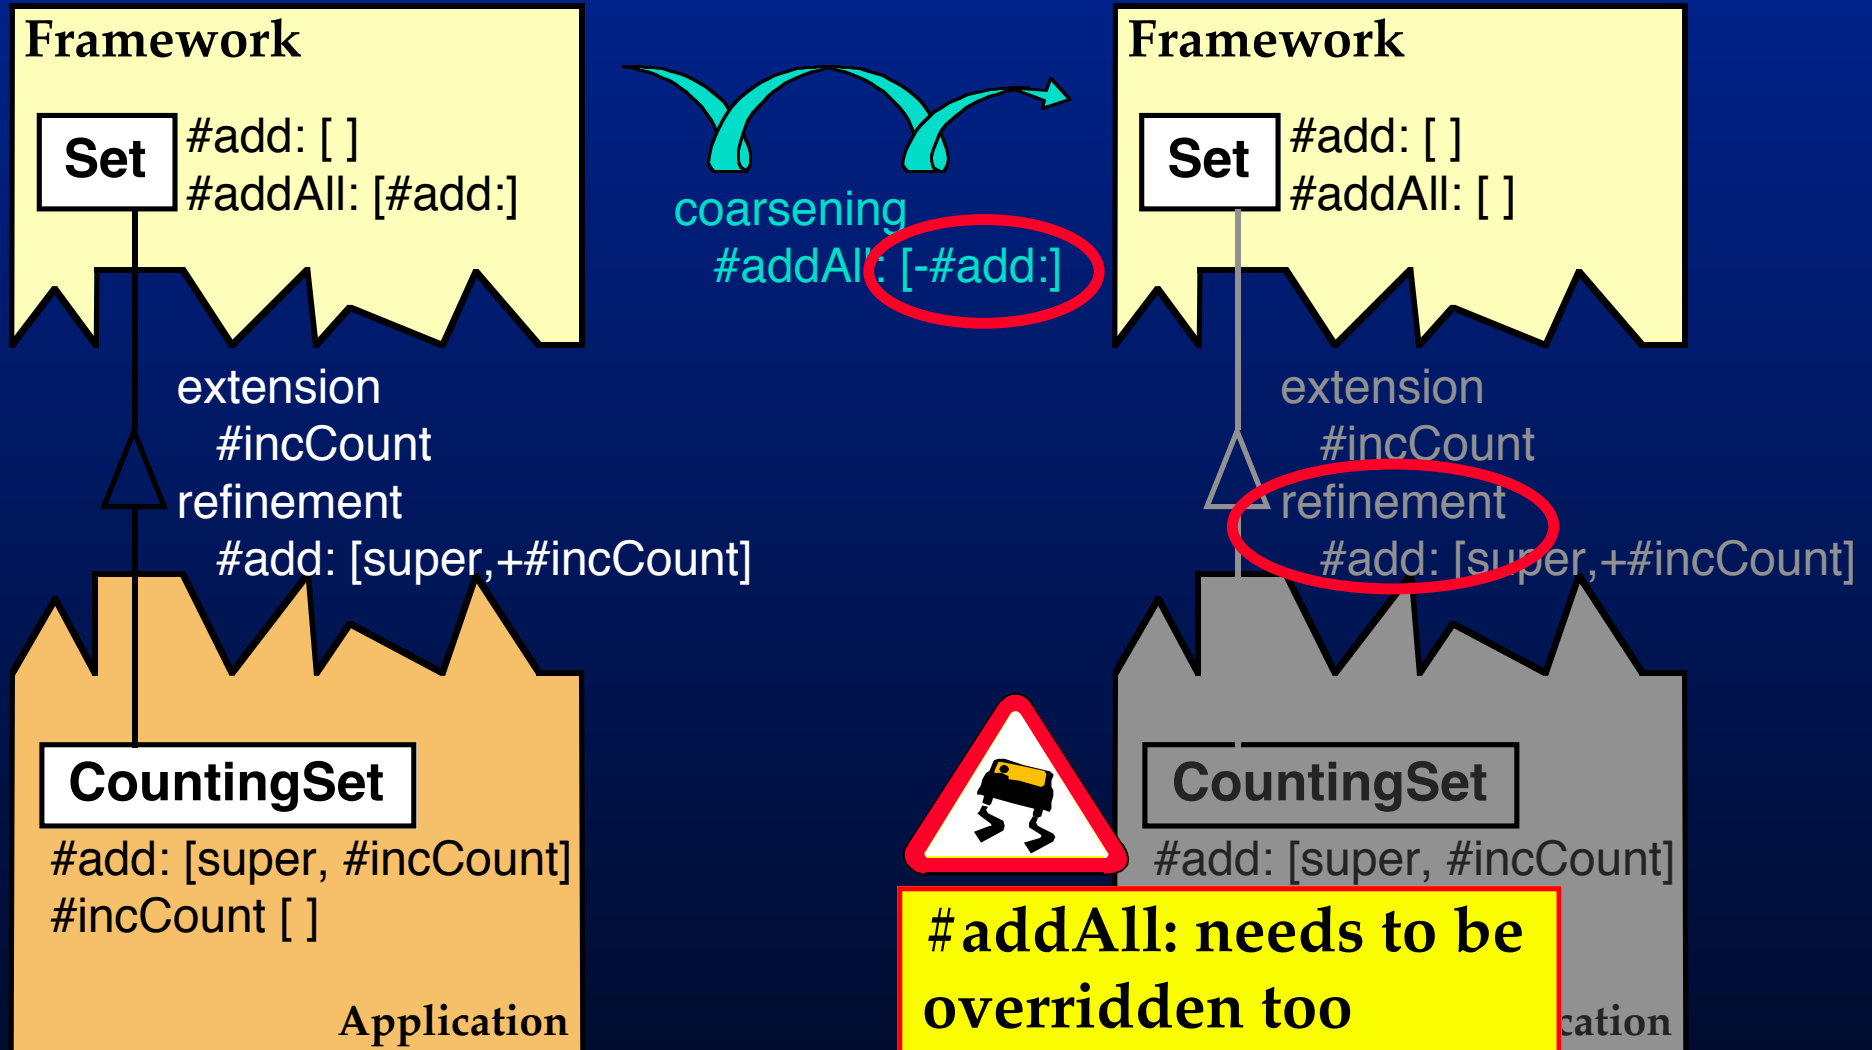 Framework
Set
#add: [ ]
#addAll: [#add:]
extension
#incCount
refinement
#add: [super,+#incCount]
CountingSet
#add: [super, #incCount]
#incCount [ ]
Application
coarsening
#addAll: [-#add:]
Framework
Set
#add: [ ]
#addAll: [ ]
extension
#incCount
refinement
#add: [super,+#incCount]
CountingSet
#add: [super, #incCount]
#addAll: needs to be
overridden too
cation